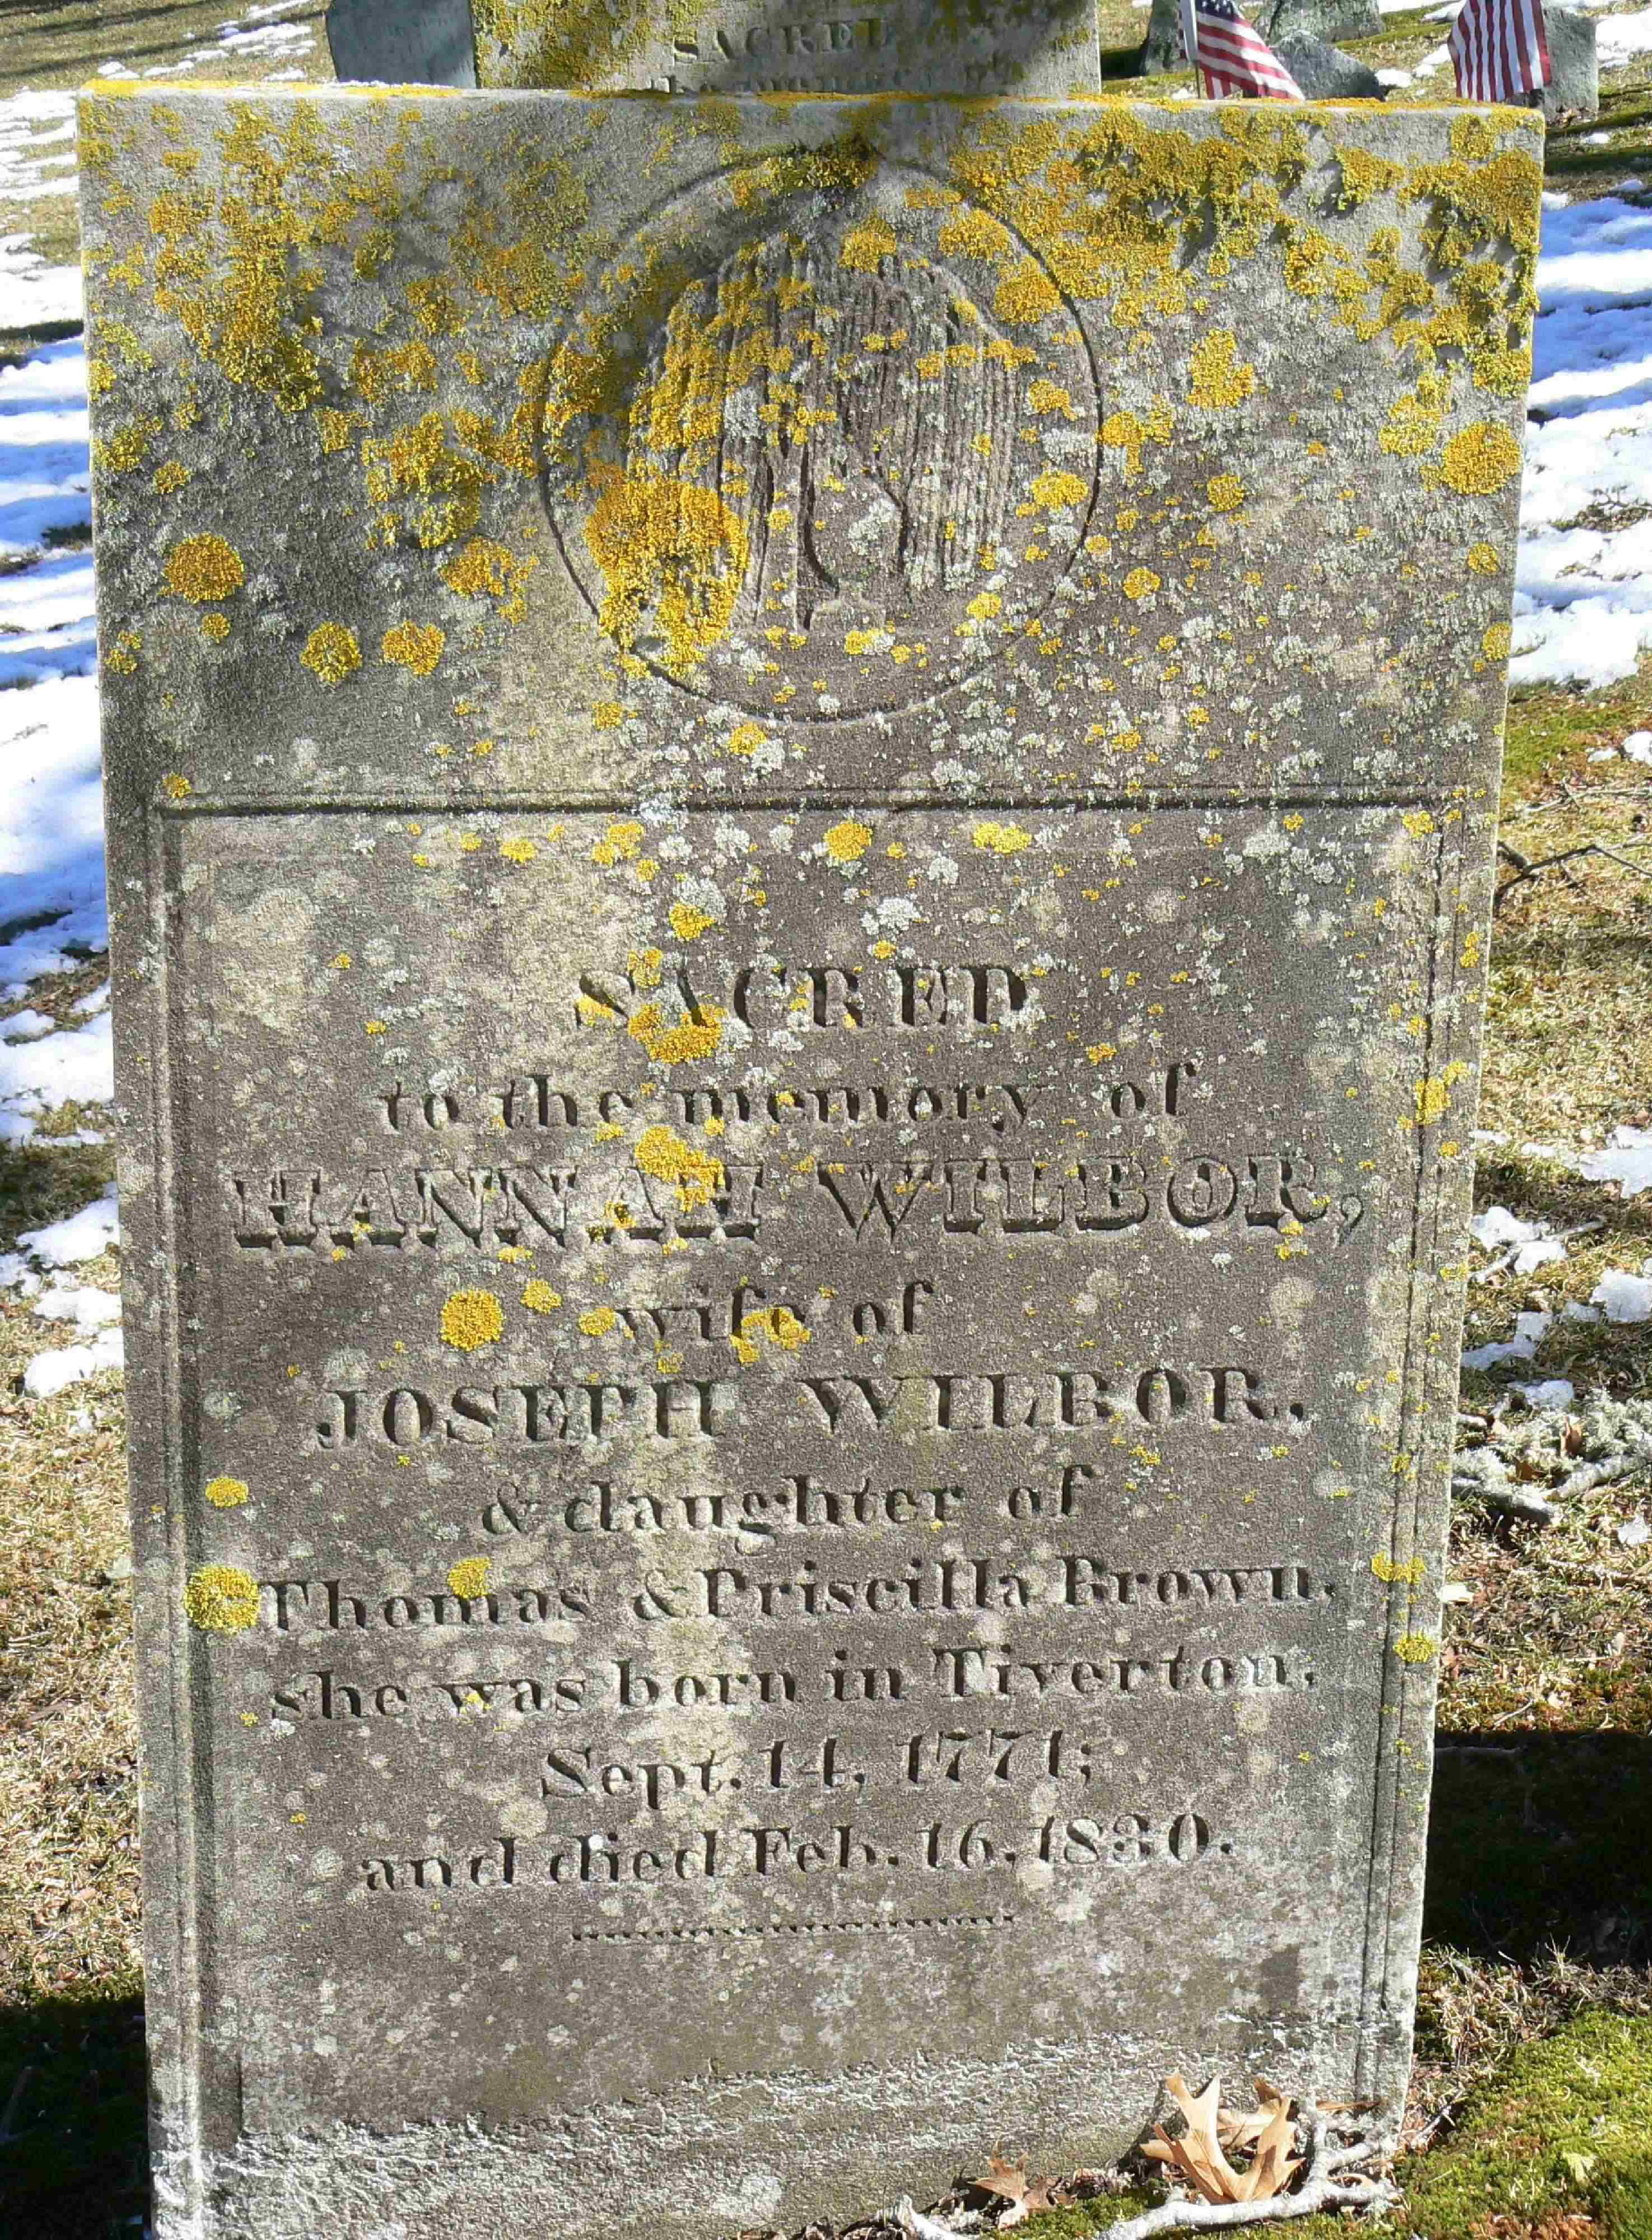 SACRED
SACRED
to the memory of
HANNAH WILBOR,
wife of
JOSEPH WILBOR,
& daughter of
Thomas & Priscilla Brown,
she was born in Tiverton,
Sept. 14, 1771;
and died Feb. 16, 1830.